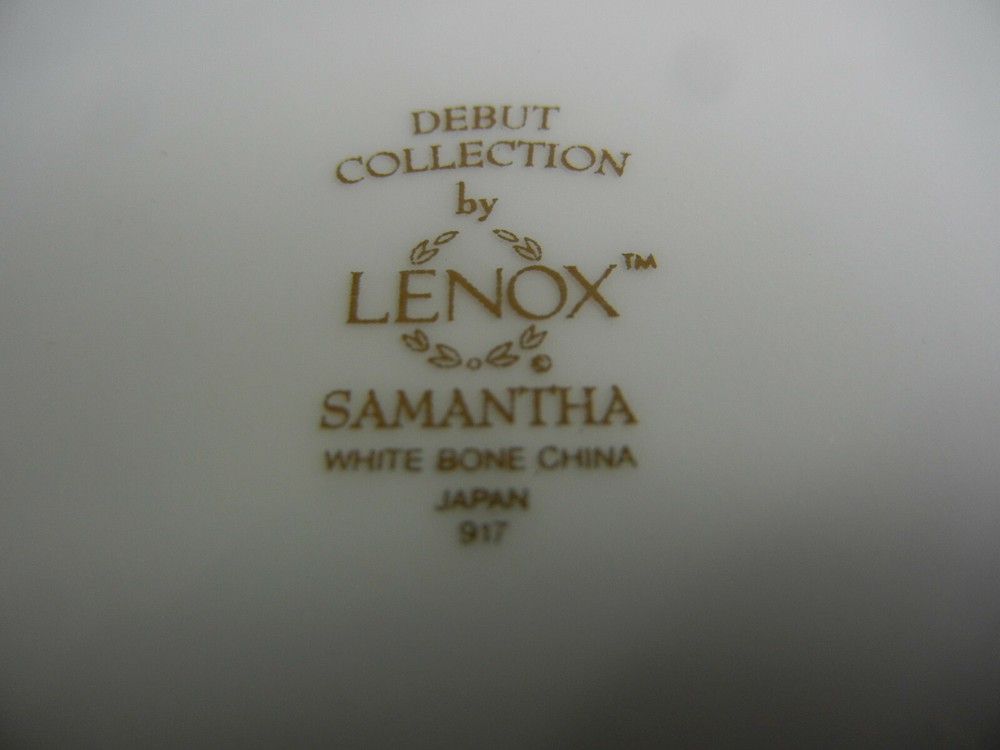 DEBUT
COLLECTION
by
LENOX™
©
SAMANTHA
WHITE BONE CHINA
JAPAN
917